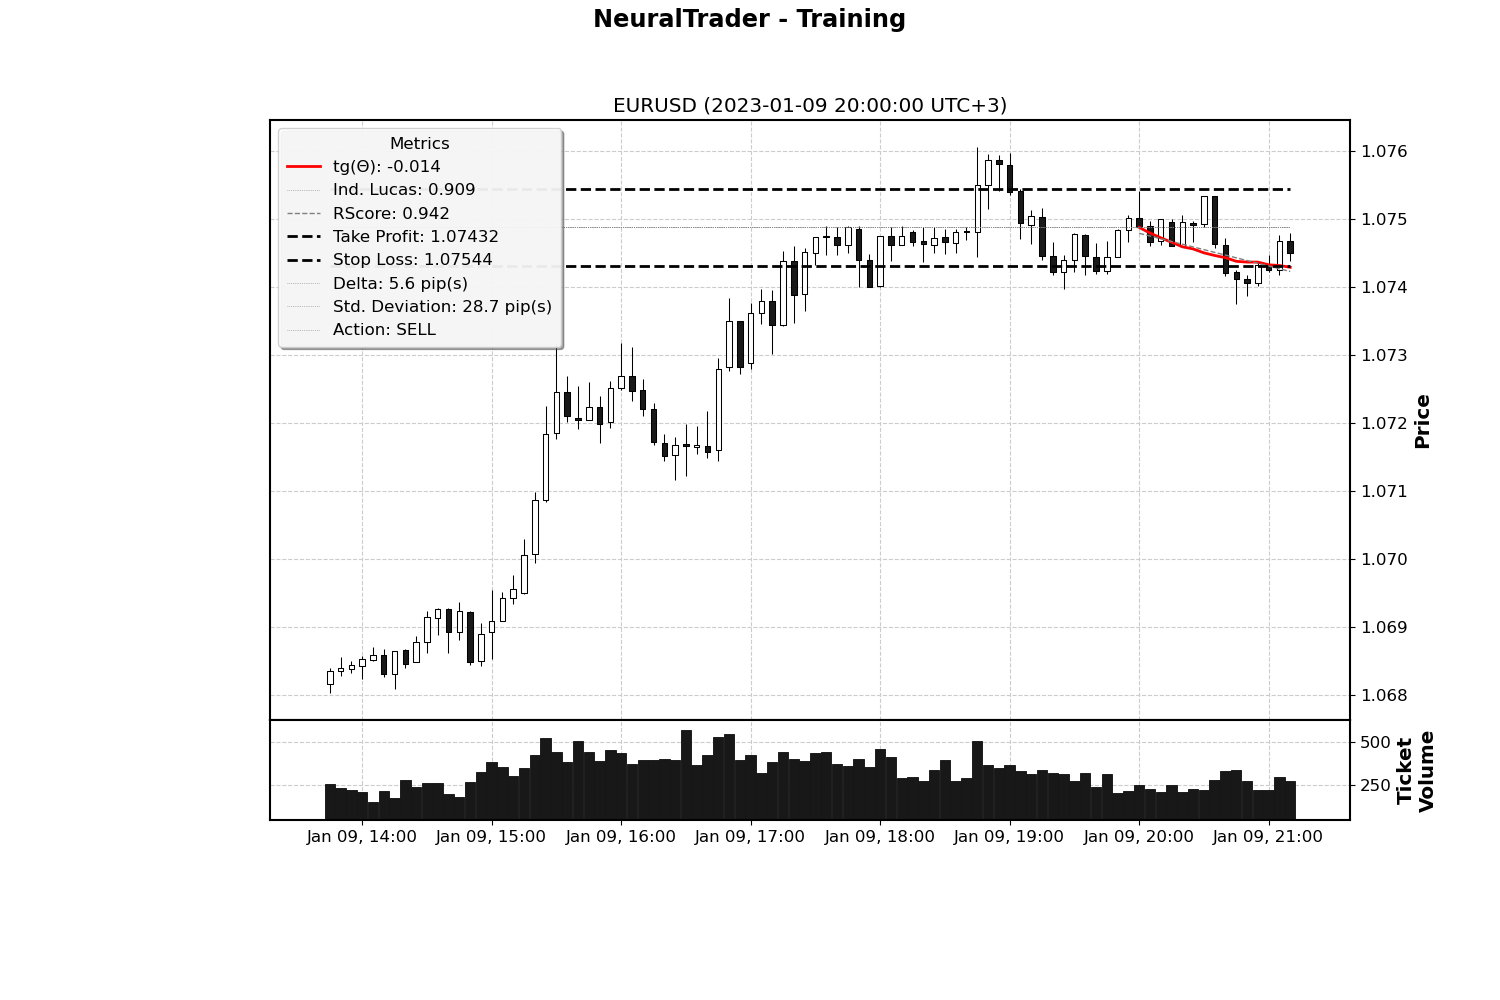 NeuralTrader - Training
EURUSD (2023-01-09 20:00:00 UTC+3)
Metrics
tg(Θ): -0.014
Ind. Lucas: 0.909
RScore: 0.942
Take Profit: 1.07432
Stop Loss: 1.07544
Delta: 5.6 pip(s)
Std. Deviation: 28.7 pip(s)
Action: SELL
1.076
1.075
1.074
1.073
1.072
1.071
1.070
1.069
1.068
Price
500
250
Ticket
Volume
Jan 09, 14:00 Jan 09, 15:00 Jan 09, 16:00 Jan 09, 17:00 Jan 09, 18:00 Jan 09, 19:00 Jan 09, 20:00 Jan 09, 21:00